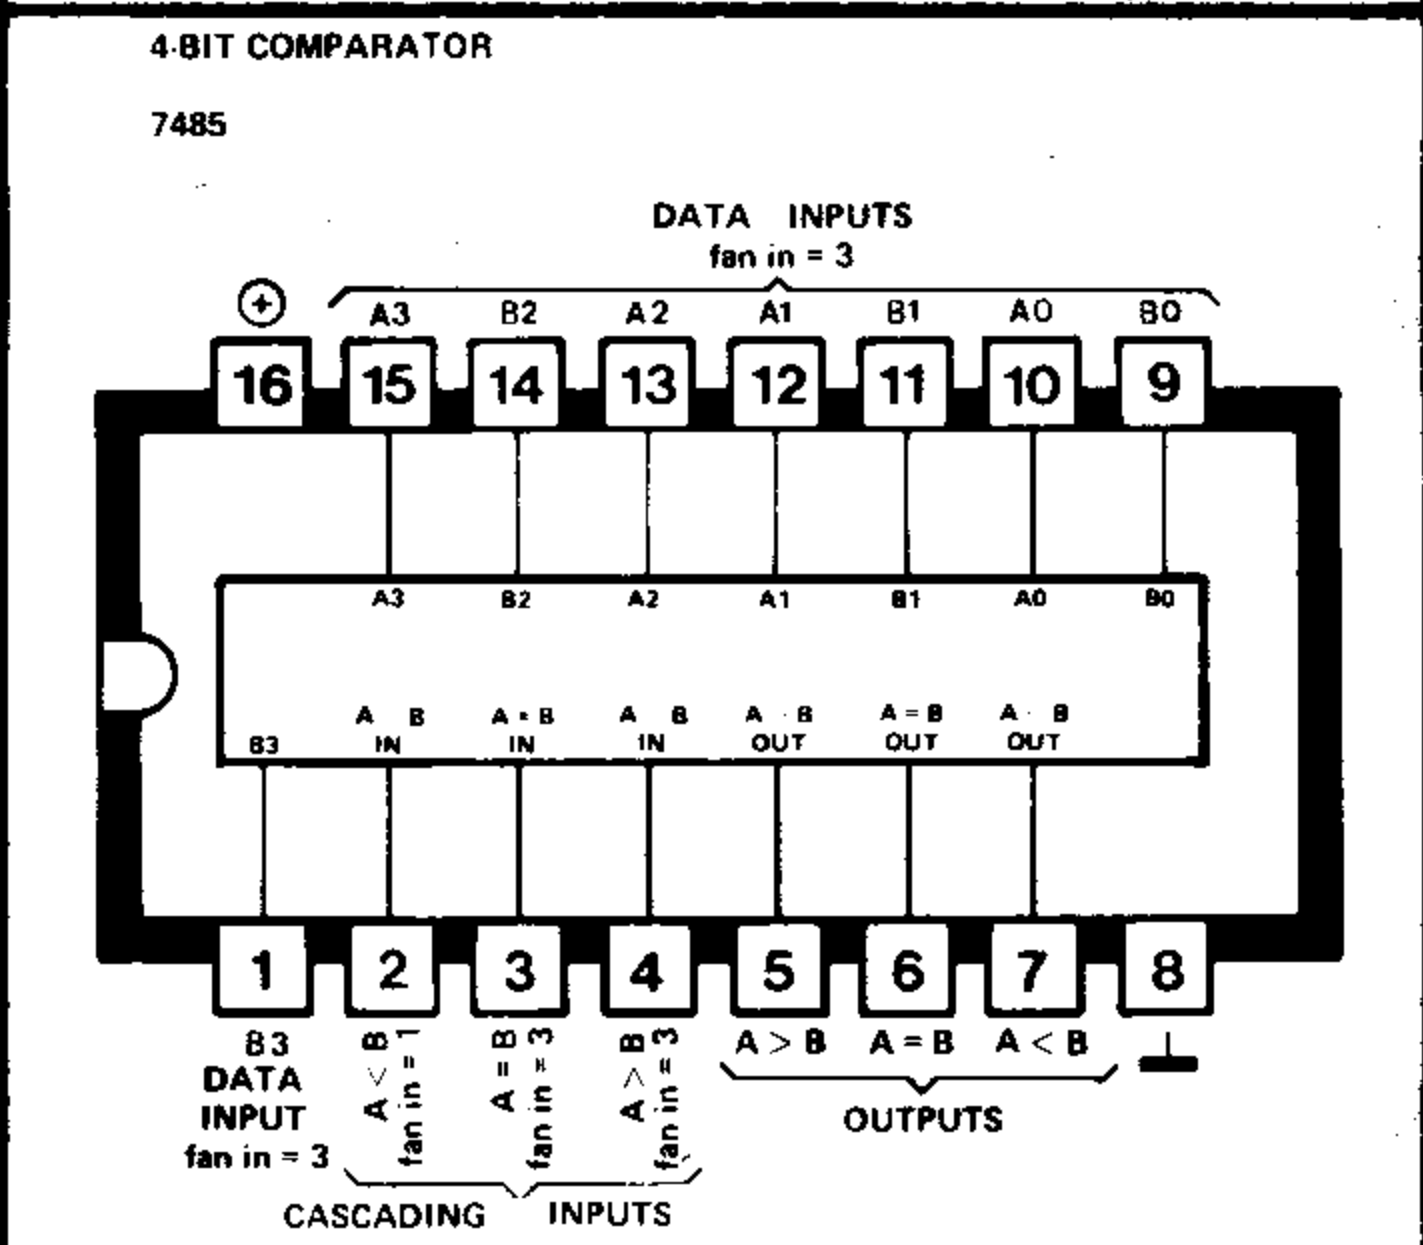 4-BIT COMPARATOR
7485
DATA INPUTS
fan in = 3
+ A3 B2 A2 A1 B1 A0 B0
16 15 14 13 12 11 10 9
A3 B2 A2 A1 B1 A0 B0
A B A = B A B A B A = B A B
B3 IN IN IN OUT OUT OUT
1 2 3 4 5 6 7 8
B3
DATA
INPUT
fan in = 3
A < B
fan in = 1
A = B
fan in = 3
A > B
fan in = 3
A > B A = B A < B
OUTPUTS
CASCADING INPUTS